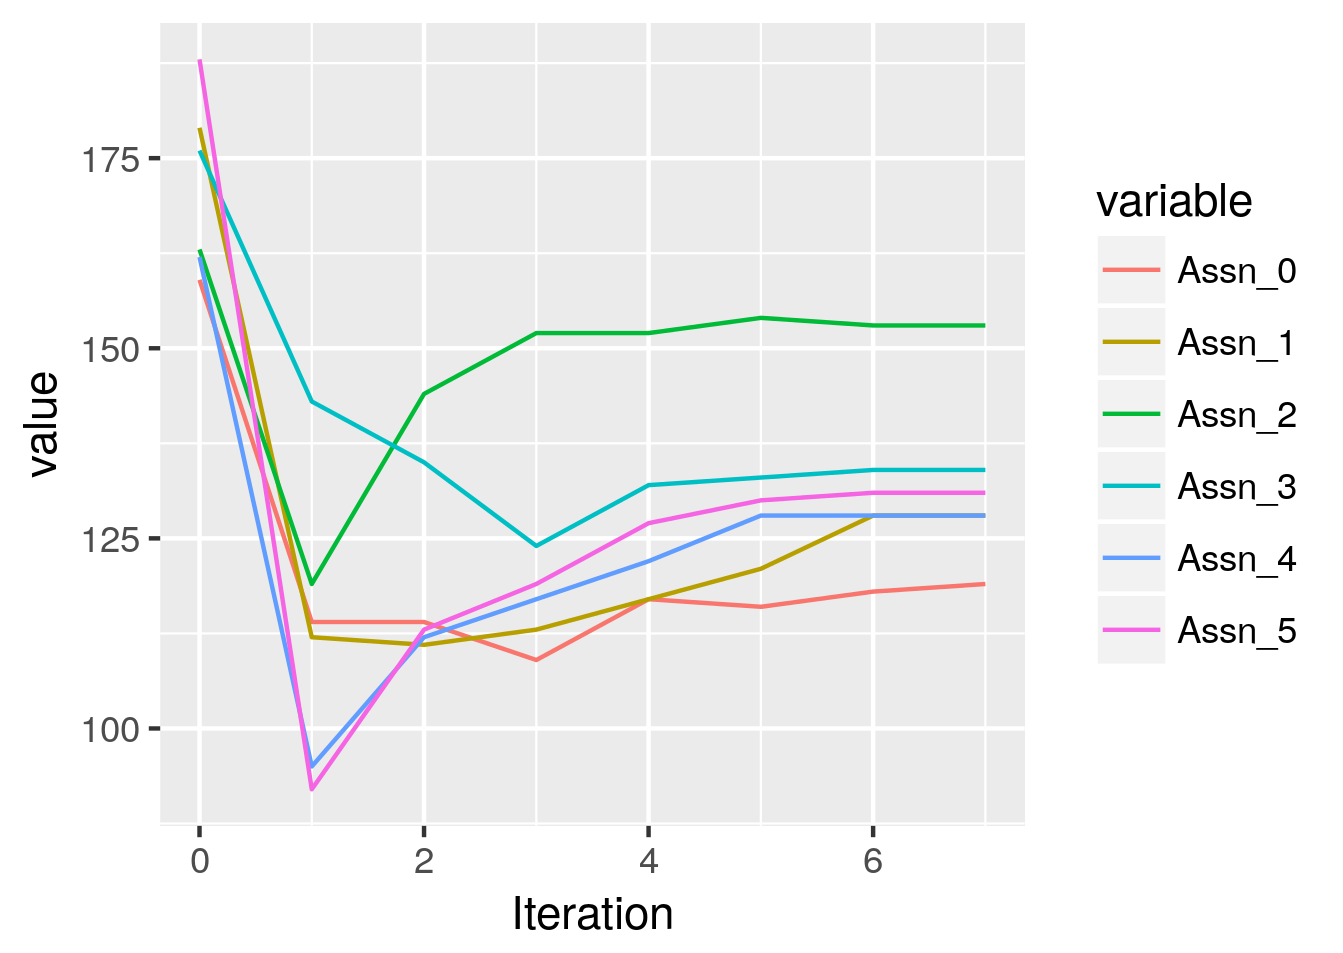 175
150
125
100
value
0 2 4 6
Iteration
variable
Assn_0
Assn_1
Assn_2
Assn_3
Assn_4
Assn_5